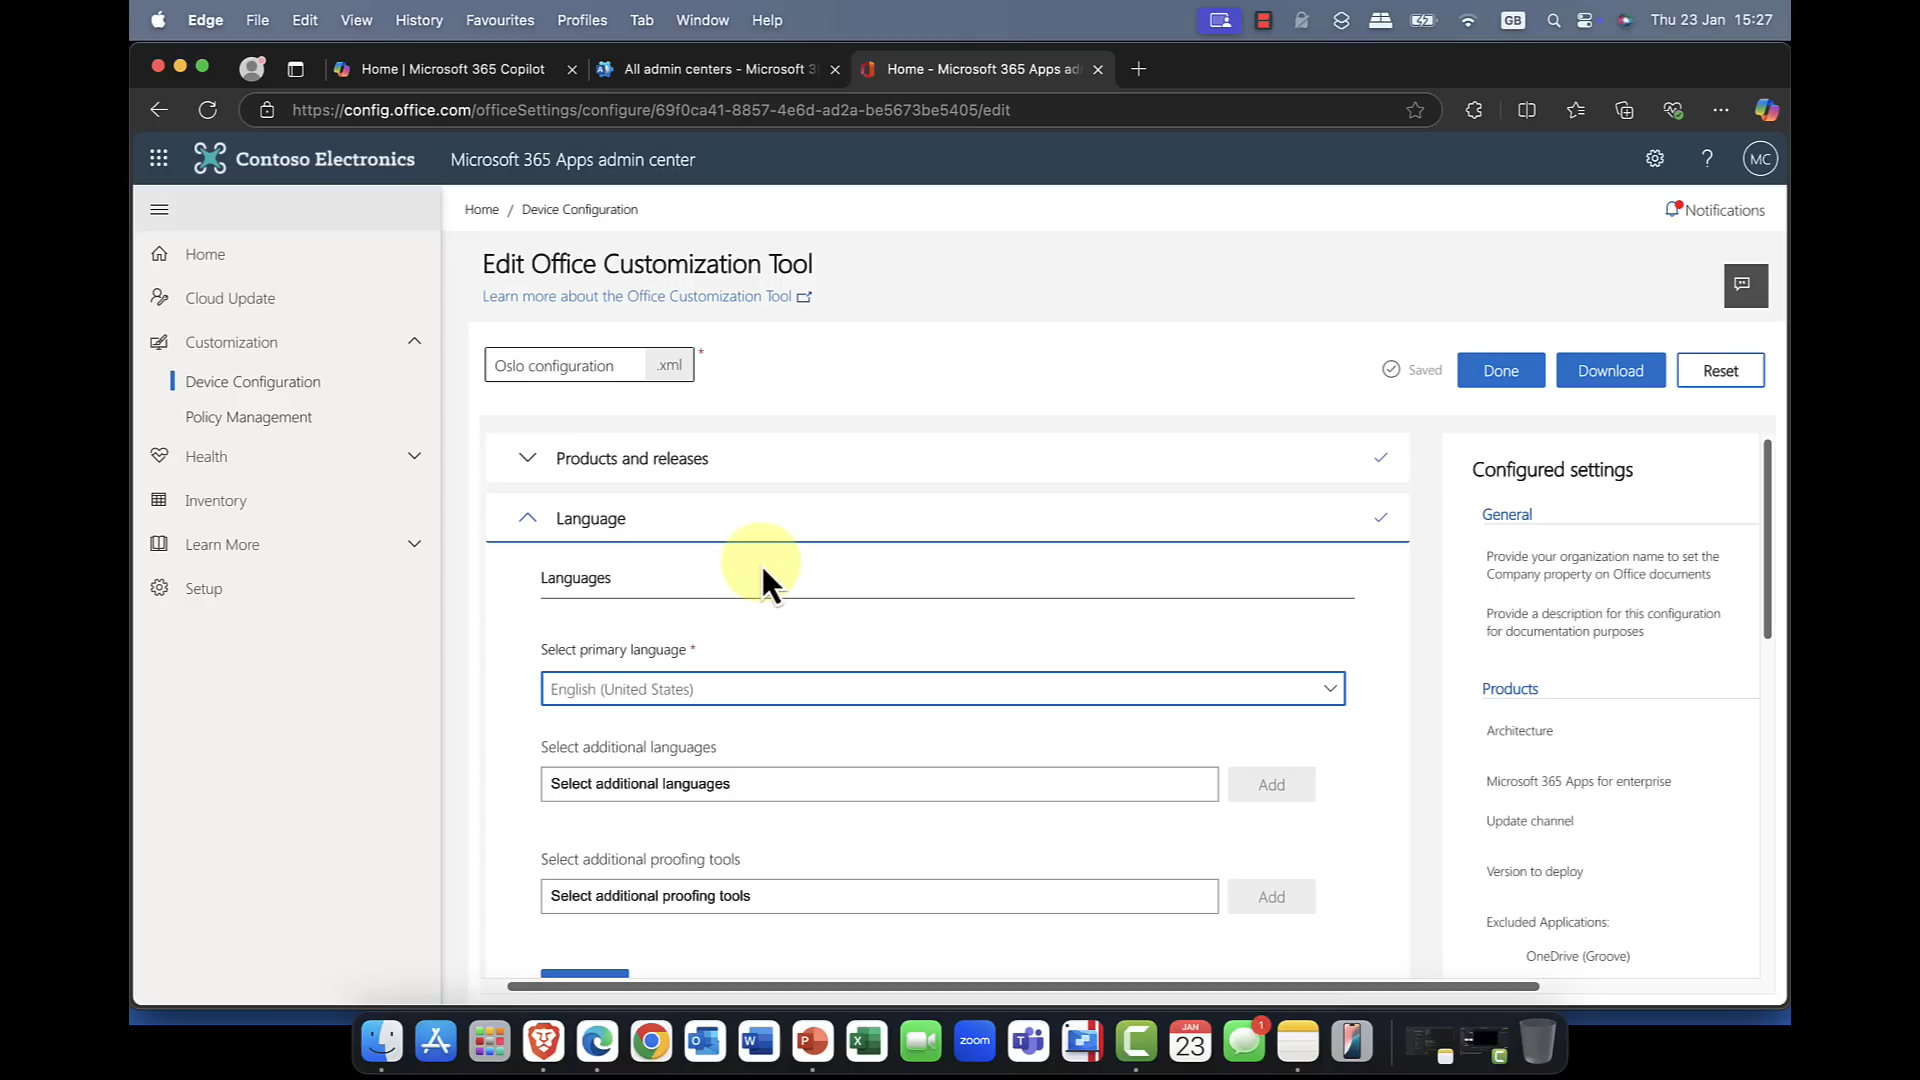 Edge File Edit View History Favourites Profiles Tab Window Help GB Thu 23 Jan 15:27
Home | Microsoft 365 Copilot
All admin centers - Microsoft 3
Home - Microsoft 365 Apps ad
https://config.office.com/officeSettings/configure/69f0ca41-8857-4e6d-ad2a-be5673be5405/edit
Contoso Electronics Microsoft 365 Apps admin center ? MC
Home / Device Configuration
Notifications
Home
Cloud Update
Customization
Device Configuration
Policy Management
Health
Inventory
Learn More
Setup
Edit Office Customization Tool
Learn more about the Office Customization Tool
Oslo configuration .xml *
Saved Done Download Reset
Products and releases
Language
Languages
Select primary language *
English (United States)
Select additional languages
Select additional languages Add
Select additional proofing tools
Select additional proofing tools Add
Configured settings
General
Provide your organization name to set the
Company property on Office documents
Provide a description for this configuration
for documentation purposes
Products
Architecture
Microsoft 365 Apps for enterprise
Update channel
Version to deploy
Excluded Applications:
OneDrive (Groove)
zoom
JAN
23
1